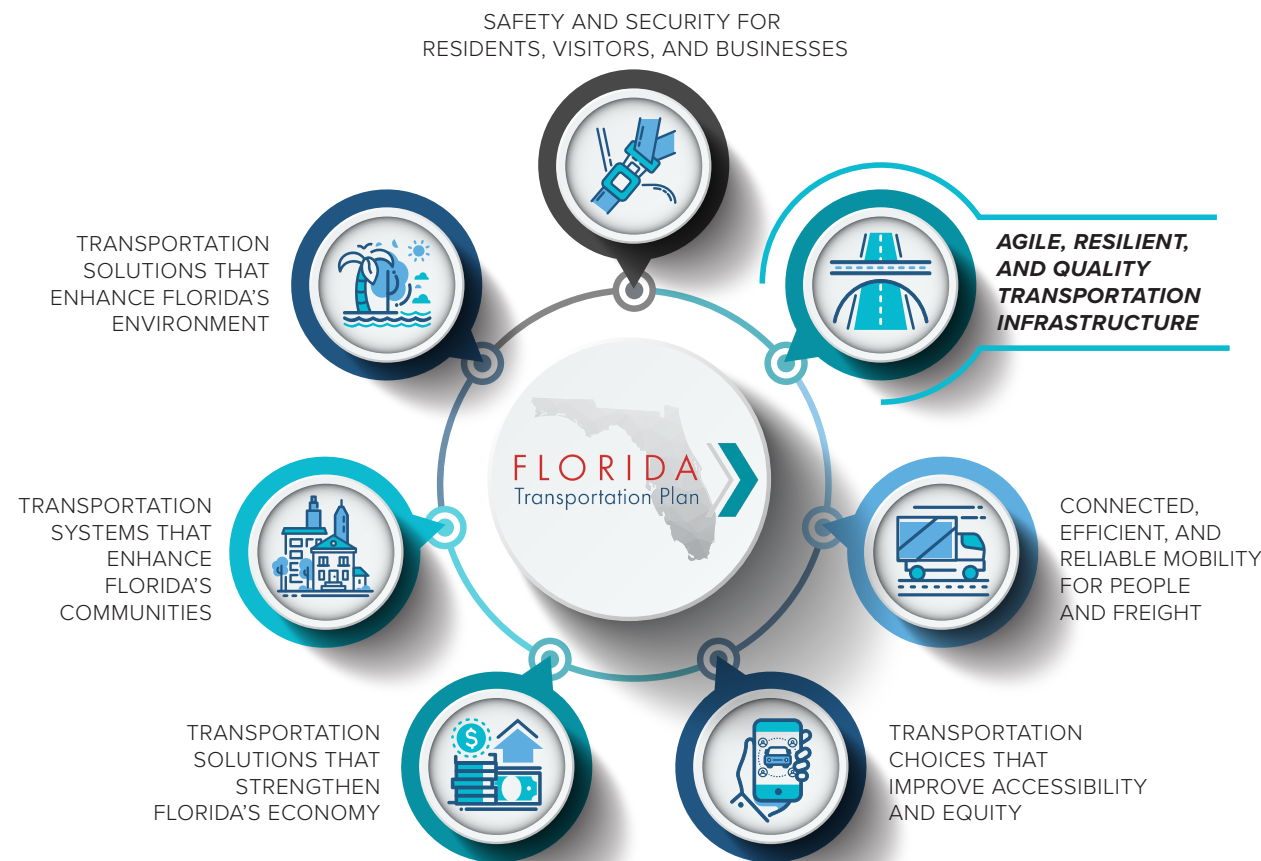 SAFETY AND SECURITY FOR
RESIDENTS, VISITORS, AND BUSINESSES
AGILE, RESILIENT,
AND QUALITY
TRANSPORTATION
INFRASTRUCTURE
CONNECTED,
EFFICIENT, AND
RELIABLE MOBILITY
FOR PEOPLE
AND FREIGHT
TRANSPORTATION
CHOICES THAT
IMPROVE ACCESSIBILITY
AND EQUITY
TRANSPORTATION
SOLUTIONS THAT
STRENGTHEN
FLORIDA’S ECONOMY
$
TRANSPORTATION
SYSTEMS THAT
ENHANCE
FLORIDA’S
COMMUNITIES
TRANSPORTATION
SOLUTIONS THAT
ENHANCE FLORIDA’S
ENVIRONMENT
FLORIDA
Transportation Plan